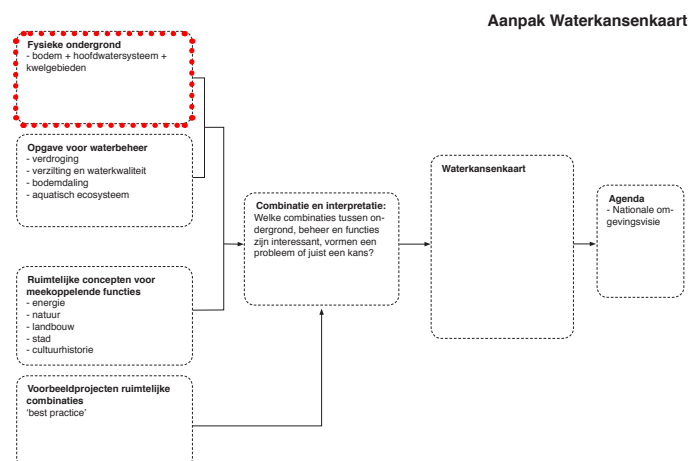 Aanpak Waterkansenkaart
Fysieke ondergrond
- bodem + hoofdwatersysteem +
kwelgebieden
Opgave voor waterbeheer
- verdroging
- verzilting en waterkwaliteit
- bodemdaling
- aquatisch ecosysteem
Ruimtelijke concepten voor
meekoppelende functies
- energie
- natuur
- landbouw
- stad
- cultuurhistorie
Voorbeeldprojecten ruimtelijke
combinaties
'best practice'
Combinatie en interpretatie:
Welke combinaties tussen on-
dergrond, beheer en functies
zijn interessant, vormen een
probleem of juist een kans?
Waterkansenkaart
Agenda
- Nationale om-
gevingsvisie